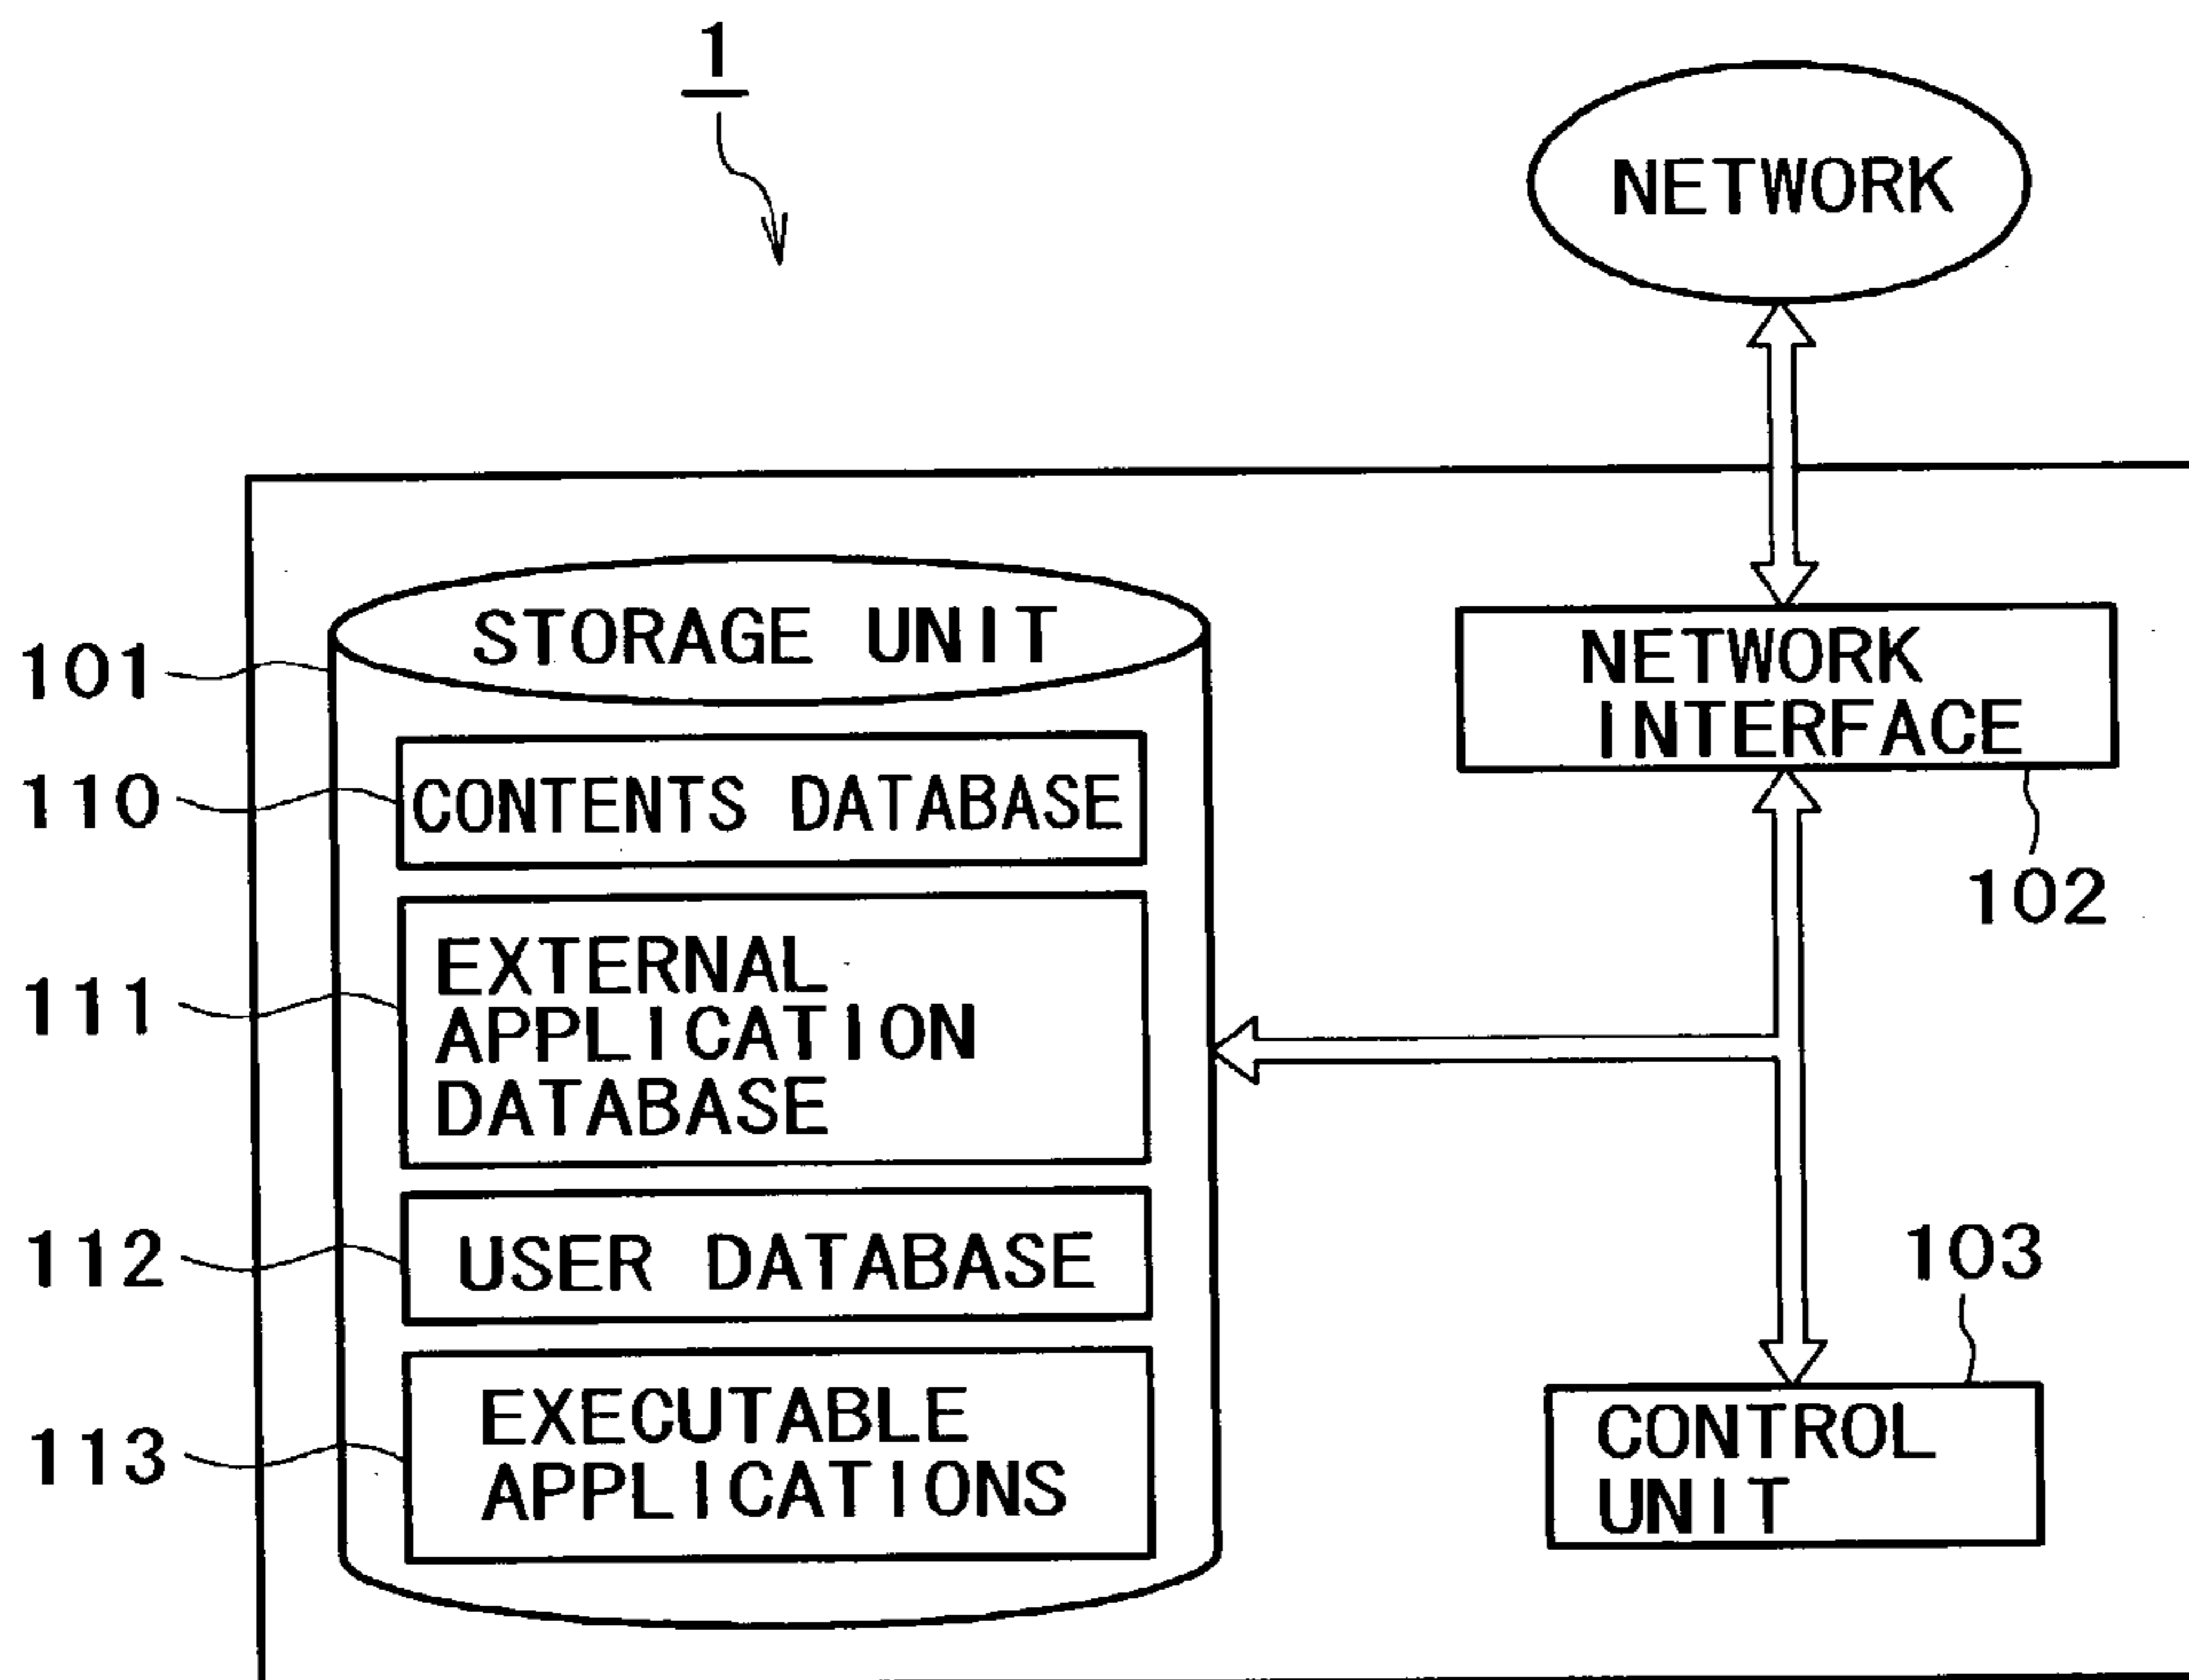 1
NETWORK
STORAGE UNIT
101
NETWORK
INTERFACE
110
CONTENTS DATABASE
102
111
EXTERNAL
APPLICATION
DATABASE
112
USER DATABASE
103
113
EXECUTABLE
APPLICATIONS
CONTROL
UNIT